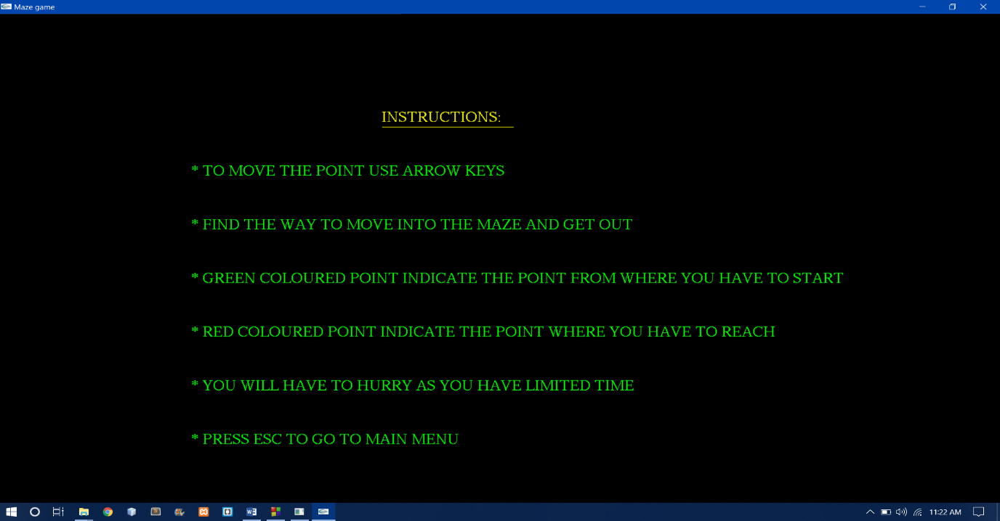 Maze game
INSTRUCTIONS:
* TO MOVE THE POINT USE ARROW KEYS
* FIND THE WAY TO MOVE INTO THE MAZE AND GET OUT
* GREEN COLOURED POINT INDICATE THE POINT FROM WHERE YOU HAVE TO START
* RED COLOURED POINT INDICATE THE POINT WHERE YOU HAVE TO REACH
* YOU WILL HAVE TO HURRY AS YOU HAVE LIMITED TIME
* PRESS ESC TO GO TO MAIN MENU
11:22 AM